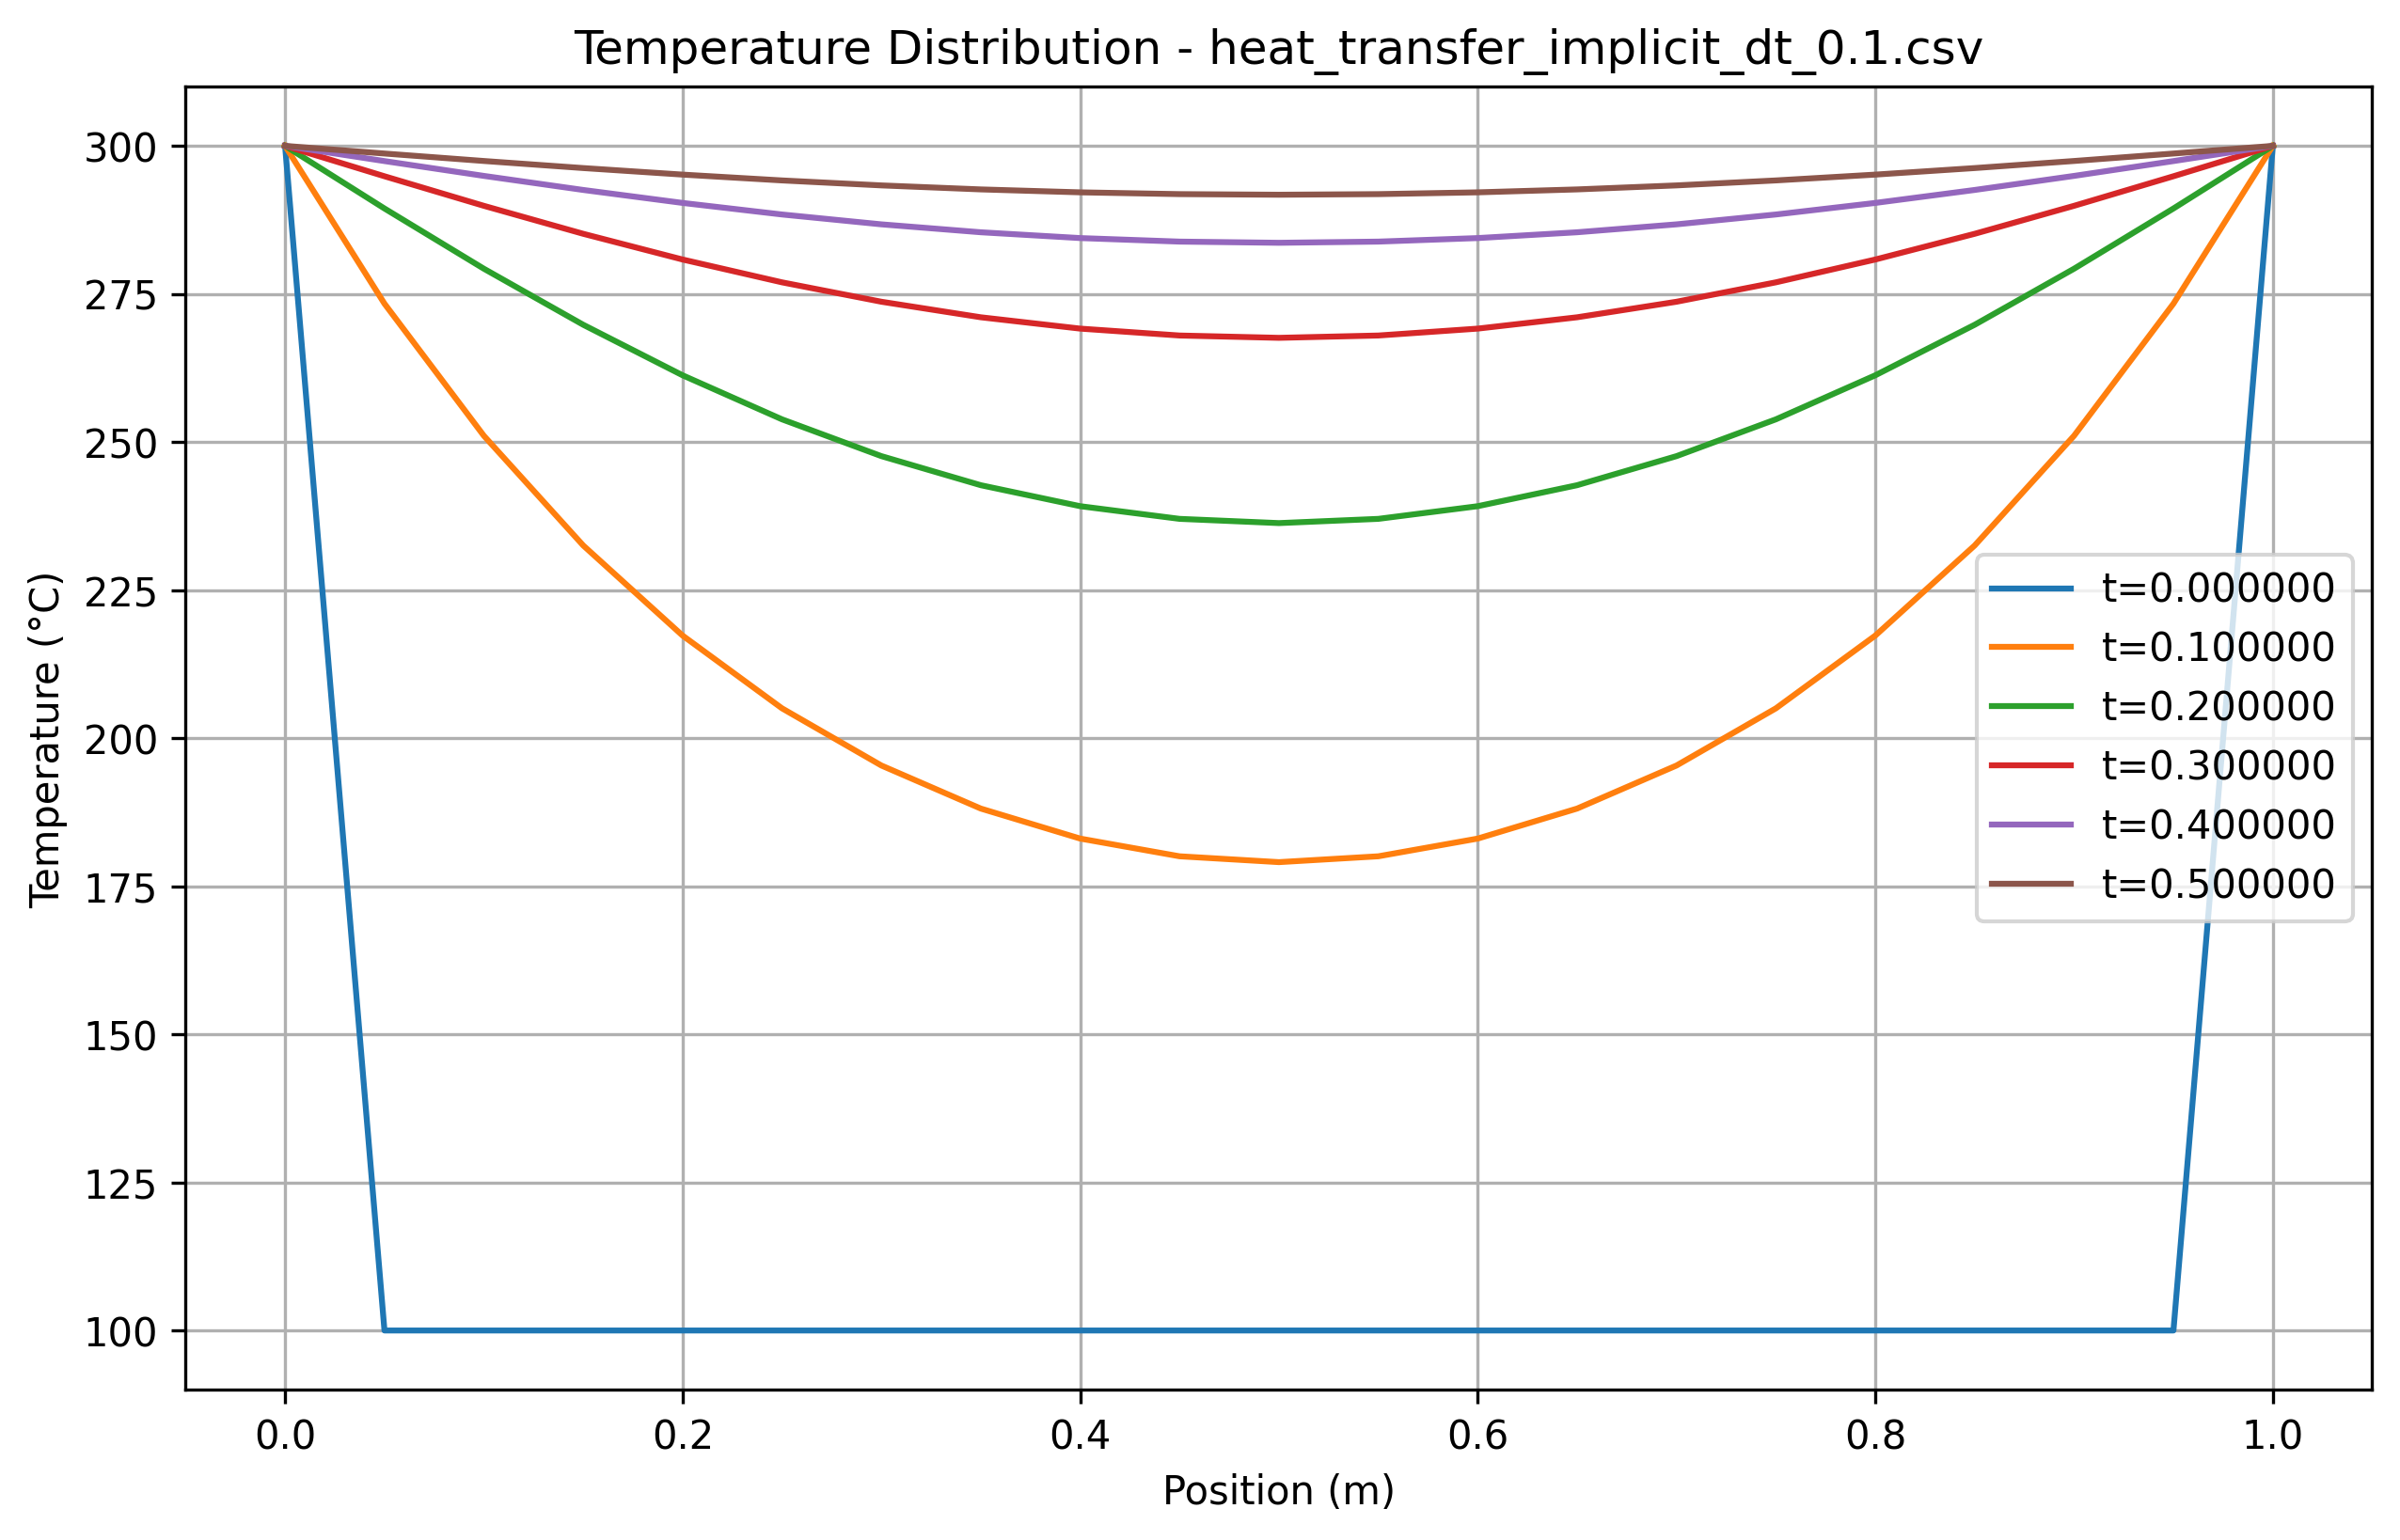 Temperature Distribution - heat_transfer_implicit_dt_0.1.csv
300
275
250
225
200
175
150
125
100
Temperature (°C)
t=0.000000
t=0.100000
t=0.200000
t=0.300000
t=0.400000
t=0.500000
0.0 0.2 0.4 0.6 0.8 1.0
Position (m)